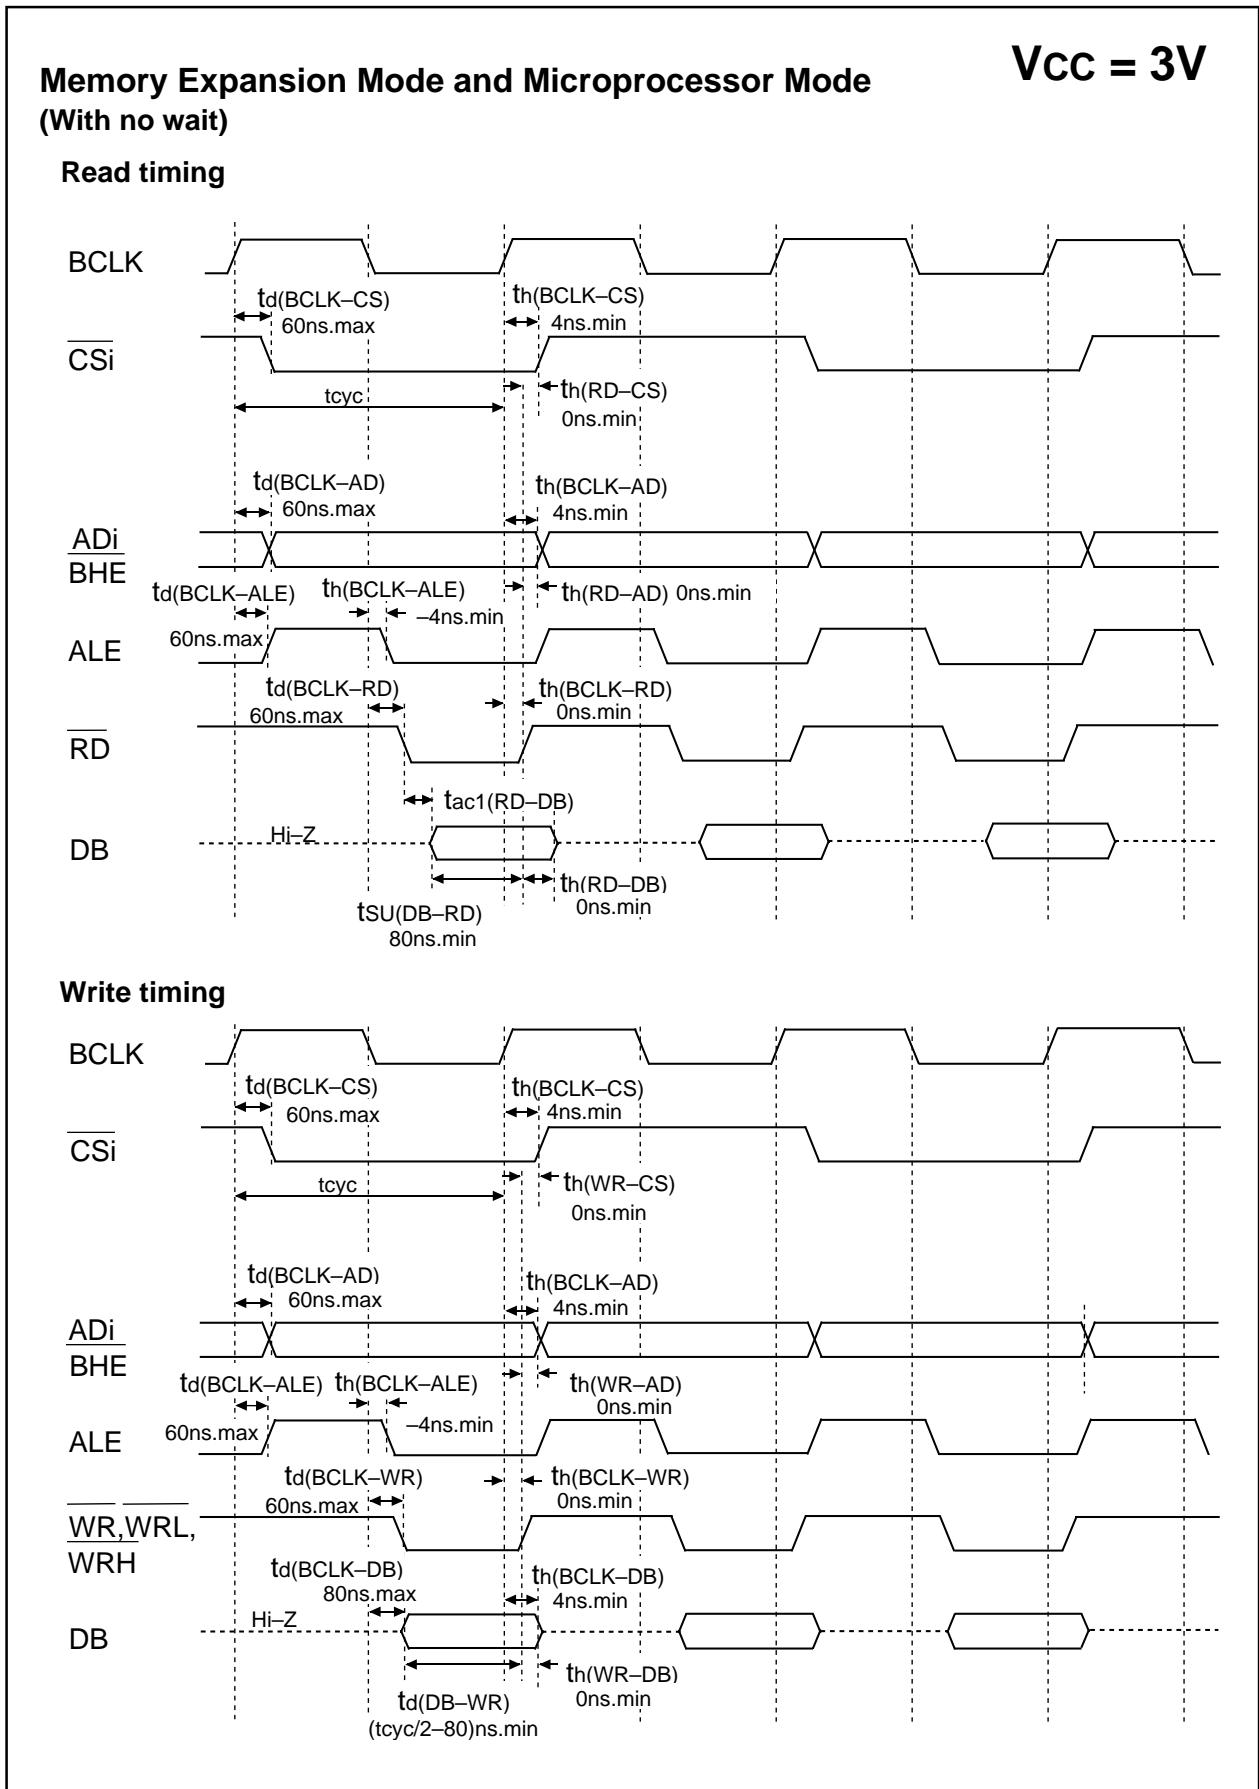 VCC = 3V
Memory Expansion Mode and Microprocessor Mode
(With no wait)
Read timing
BCLK
td(BCLK–CS)
60ns.max
th(BCLK–CS)
4ns.min
CSi
th(RD–CS)
0ns.min
tcyc
td(BCLK–AD)
60ns.max
th(BCLK–AD)
4ns.min
ADi
BHE
td(BCLK–ALE)
60ns.max
th(BCLK–ALE)
–4ns.min
th(RD–AD) 0ns.min
ALE
td(BCLK–RD)
60ns.max
th(BCLK–RD)
0ns.min
RD
tac1(RD–DB)
Hi–Z
DB
th(RD–DB)
0ns.min
tSU(DB–RD)
80ns.min
Write timing
BCLK
td(BCLK–CS)
60ns.max
th(BCLK–CS)
4ns.min
CSi
th(WR–CS)
0ns.min
tcyc
td(BCLK–AD)
60ns.max
th(BCLK–AD)
4ns.min
ADi
BHE
td(BCLK–ALE)
60ns.max
th(BCLK–ALE)
–4ns.min
th(WR–AD)
0ns.min
ALE
td(BCLK–WR)
60ns.max
th(BCLK–WR)
0ns.min
WR,WRL,
WRH
td(BCLK–DB)
80ns.max
th(BCLK–DB)
4ns.min
Hi–Z
DB
th(WR–DB)
0ns.min
td(DB–WR)
(tcyc/2–80)ns.min